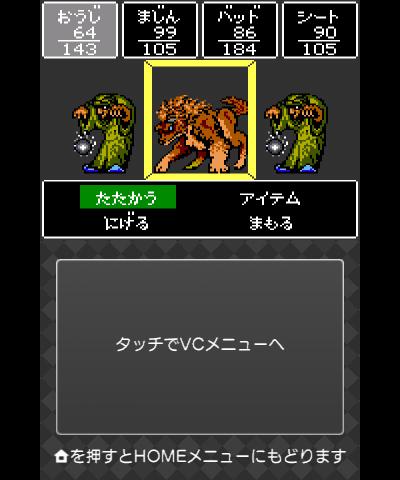 おうじ まじん バッド シート
64 99 86 90
143 105 184 105
たたかう アイテム
にげる まもる
タッチでVCメニューへ
を押すとHOMEメニューにもどります